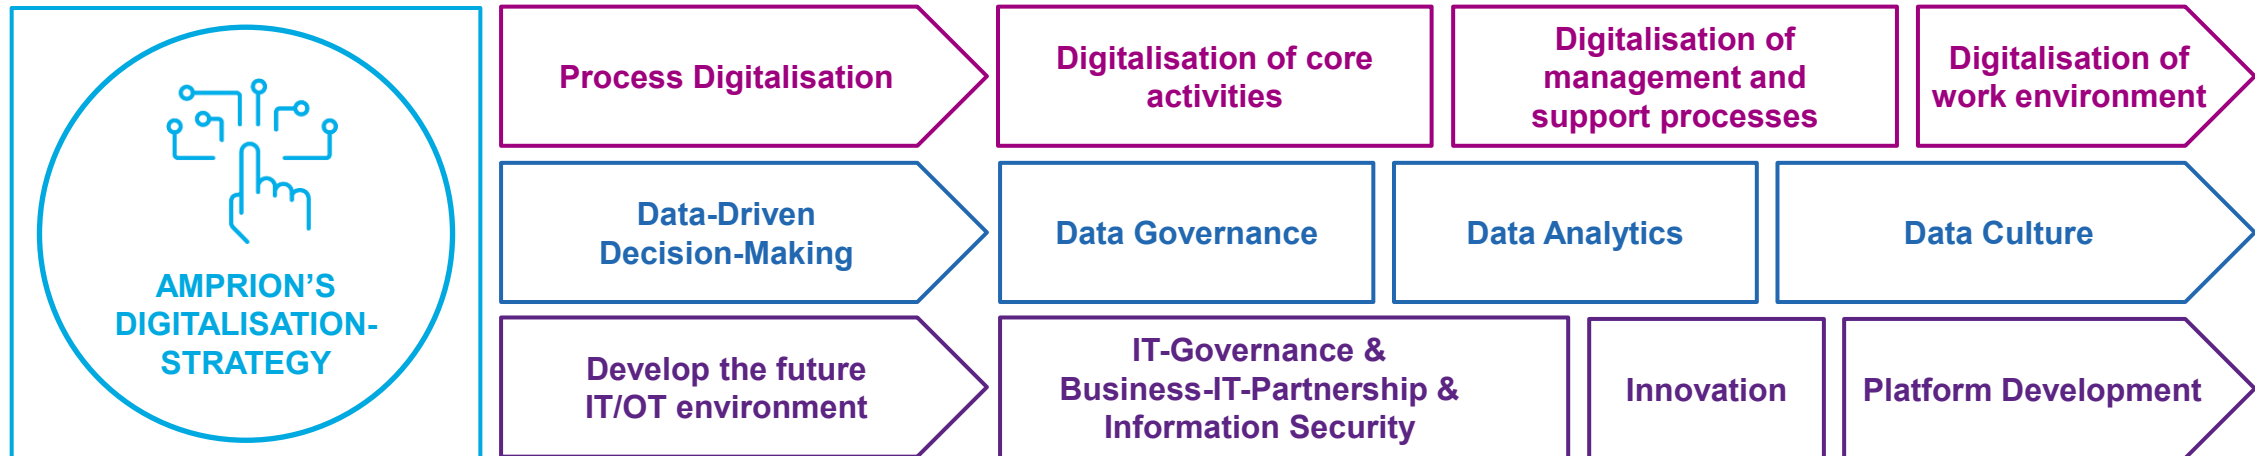 AMPRION’S
DIGITALISATION-
STRATEGY
Process Digitalisation
Digitalisation of core
activities
Digitalisation of
management and
support processes
Digitalisation of
work environment
Data-Driven
Decision-Making
Data Governance
Data Analytics
Data Culture
Develop the future
IT/OT environment
IT-Governance &
Business-IT-Partnership &
Information Security
Innovation
Platform Development